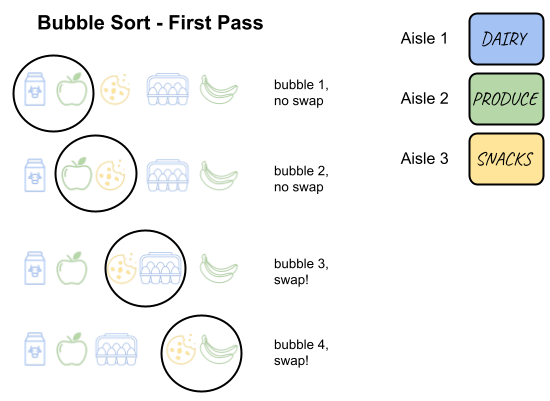 Bubble Sort - First Pass
Aisle 1
DAIRY
Aisle 2
PRODUCE
Aisle 3
SNACKS
bubble 1,
no swap
bubble 2,
no swap
bubble 3,
swap!
bubble 4,
swap!